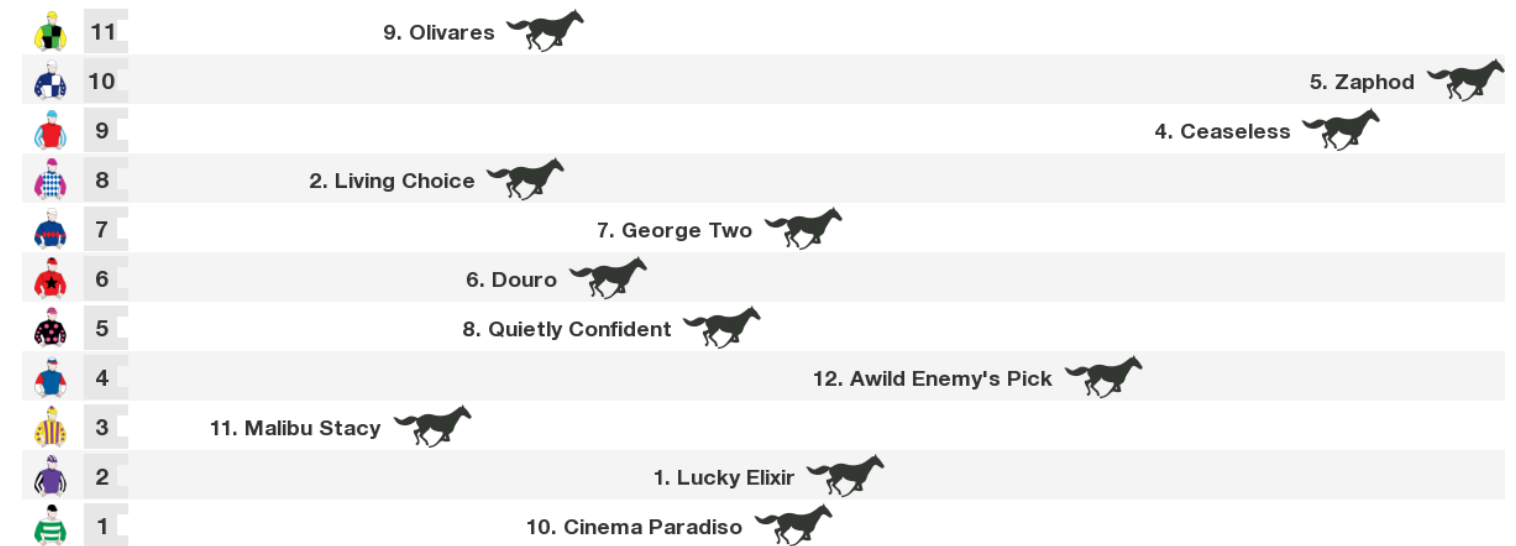 11 9. Olivares
10 5. Zaphod
9 4. Ceaseless
8 2. Living Choice
7 7. George Two
6 6. Douro
5 8. Quietly Confident
4 12. Awild Enemy's Pick
3 11. Malibu Stacy
2 1. Lucky Elixir
1 10. Cinema Paradiso